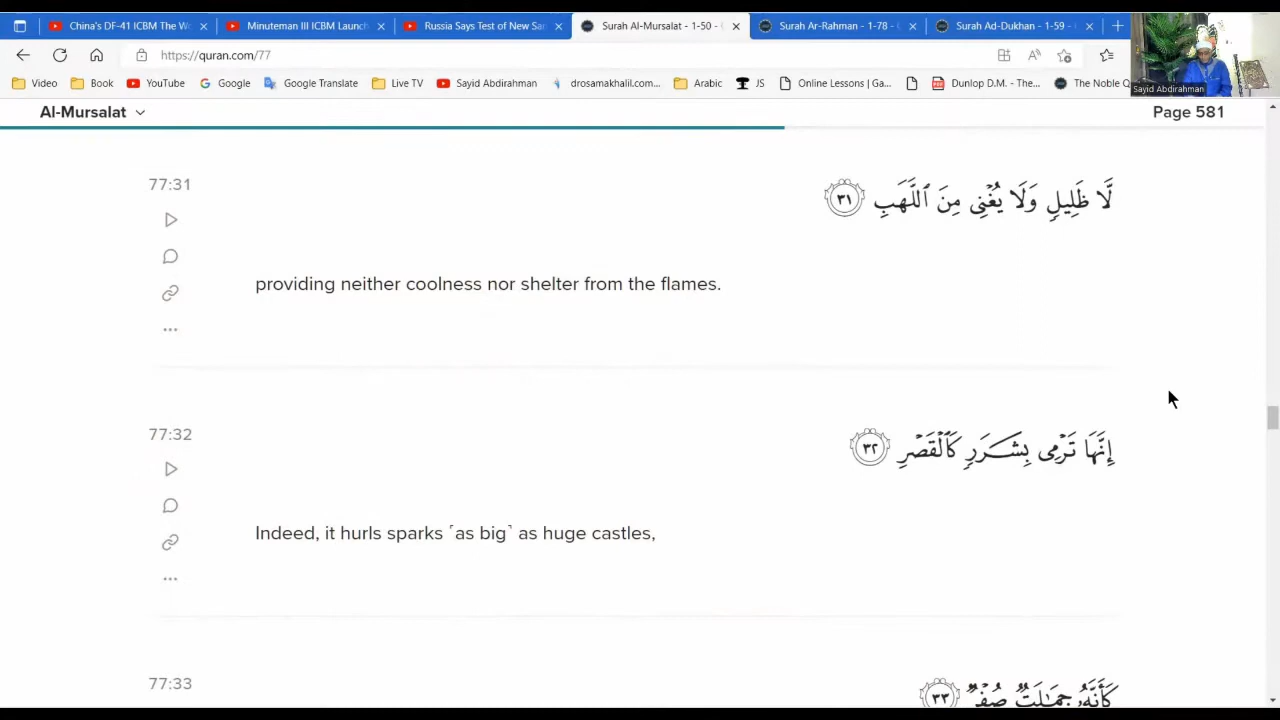 China's DF-41 ICBM The Wo
Minuteman III ICBM Launch
Russia Says Test of New Sar
Surah Al-Mursalat - 1-50 -
Surah Ar-Rahman - 1-78 -
Surah Ad-Dukhan - 1-59 -
https://quran.com/77
Video
Book
YouTube
Google
Google Translate
Live TV
Sayid Abdirahman
drosamakhalil.com...
Arabic
JS
Online Lessons | Ga...
Dunlop D.M. - The...
The Noble Q
Sayid Abdirahman
Al-Mursalat
Page 581
77:31
لَّا ظَلِيلٍ وَلَا يُغْنِى مِنَ ٱللَّهَبِ ٣١
providing neither coolness nor shelter from the flames.
77:32
إِنَّهَا تَرْمِى بِشَرَرٍ كَٱلْقَصْرِ ٣٢
Indeed, it hurls sparks ˹as big˺ as huge castles,
77:33
كَأَنَّهُۥ جِمَـٰلَتٌ صُفْرٌ ٣٣